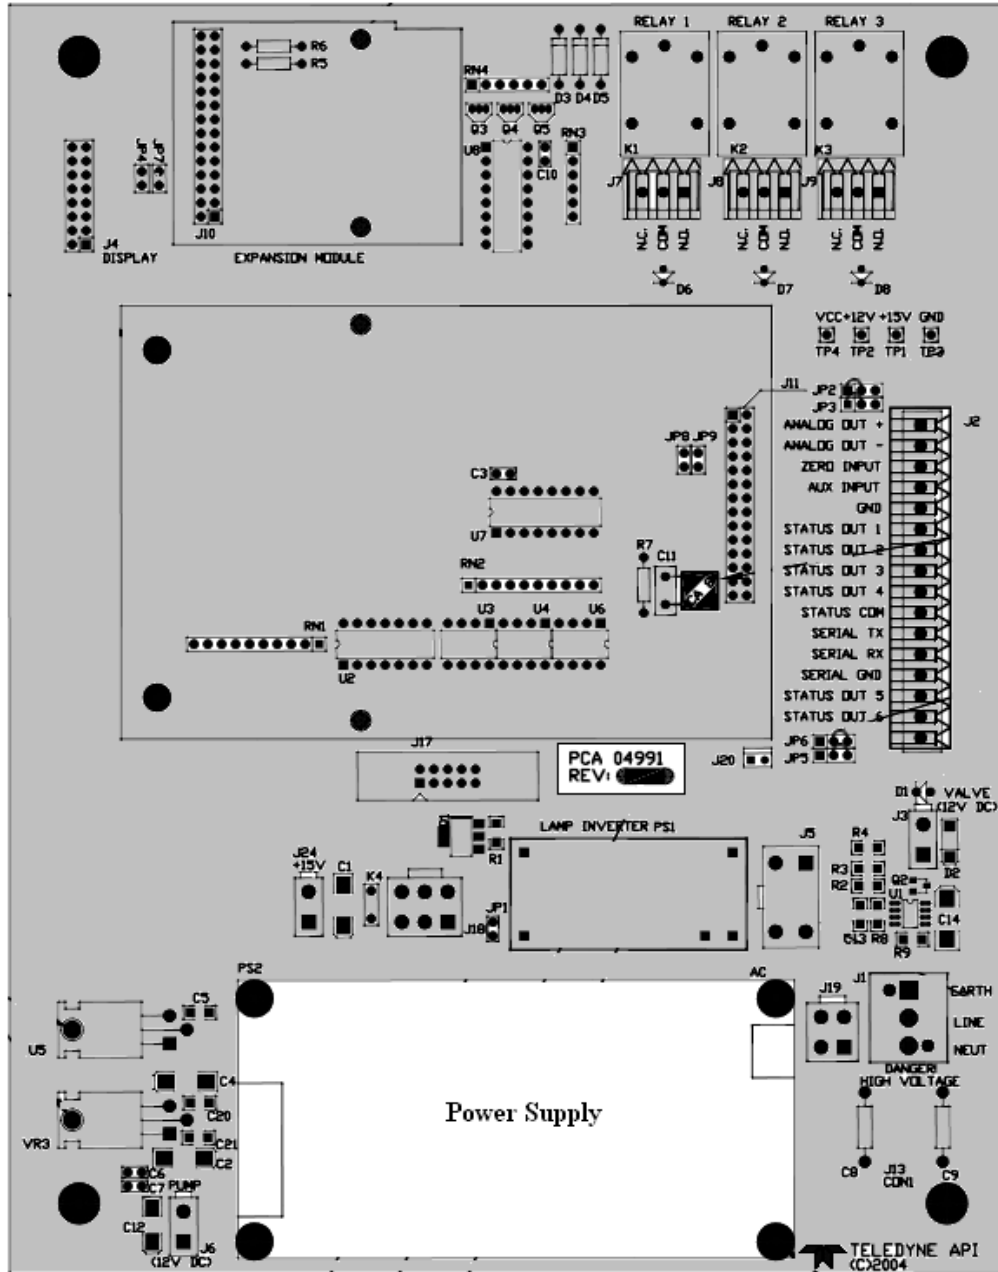 RELAY 1 RELAY 2 RELAY 3
R6
R5
RN4
D3 D4 D5
Q3 Q4 Q5
RN3
U8
C10
K1 K2 K3
J7 J8 J9
JP4 JP7
J10
J4
DISPLAY
EXPANSION MODULE
N.C. COM N.O. N.C. COM N.O. N.C. COM N.O.
D6 D7 D8
VCC +12V +15V GND
TP4 TP2 TP1 TP3
J11
JP2
JP3
J2
ANALOG OUT +
ANALOG OUT -
ZERO INPUT
AUX INPUT
GND
STATUS OUT 1
STATUS OUT 2
STATUS OUT 3
STATUS OUT 4
STATUS COM
SERIAL TX
SERIAL RX
SERIAL GND
STATUS OUT 5
STATUS OUT 6
JP8 JP9
C3
U7
R7 C11
RN2
U3 U4 U6
RN1
U2
J17
PCA 04991
REV:
J20
JP6
JP5
D1 VALVE
(12V DC)
J3
LAMP INVERTER PS1
J5
R4
R3
R2
D2
Q2
U1
R1
J24
+15V
C1
K4
JP1
J18
C13 R8
C14
R9
PS2
AC
J1
J19
EARTH
LINE
NEUT
DANGER!
HIGH VOLTAGE
C5
U5
C4
C20
VR3
C21
C2
C6
C7
PUMP
C12
J6
(12V DC)
Power Supply
C8
J13
CON1
C9
TELEDYNE API
(C)2004